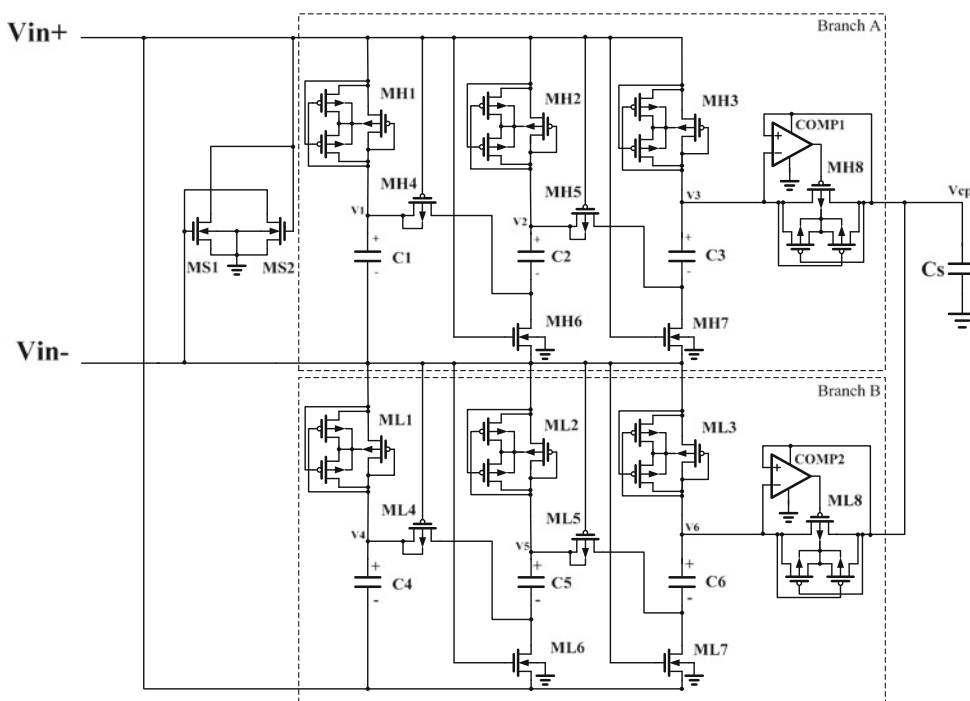 Vin+
Branch A
MH1
MH2
MH3
COMP1
+
-
MH8
MH4
MH5
V1
V2
V3
Vcp
+
C1
-
+
C2
-
+
C3
-
Cs
MS1
MS2
MH6
MH7
Vin-
Branch B
ML1
ML2
ML3
COMP2
+
-
ML8
ML4
ML5
V4
V5
V6
+
C4
-
+
C5
-
+
C6
-
ML6
ML7